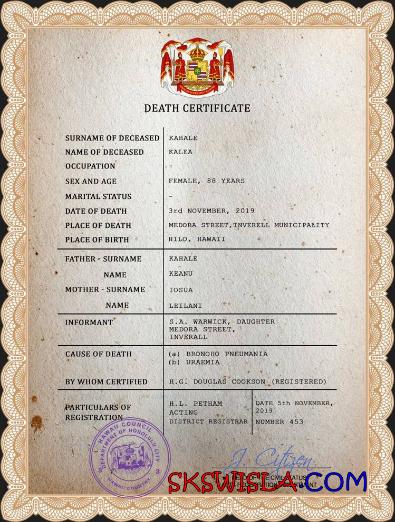 DEATH CERTIFICATE
SURNAME OF DECEASED KAHALE
NAME OF DECEASED KALEA
OCCUPATION -
SEX AND AGE FEMALE, 88 YEARS
MARITAL STATUS -
DATE OF DEATH 3rd NOVEMBER, 2019
PLACE OF DEATH MEDORA STREET, INVERELL MUNICIPALITY
PLACE OF BIRTH HILO, HAWAII
FATHER - SURNAME KAHALE
NAME KEANU
MOTHER - SURNAME IOSUA
NAME LEILANI
INFORMANT S.A. WARWICK, DAUGHTER
MEDORA STREET,
INVERALL
CAUSE OF DEATH (a) BRONCHO PNEUMANIA
(b) URAEMIA
BY WHOM CERTIFIED H.G. DOUGLAS COOKSON (REGISTERED)
PARTICULARS OF
REGISTRATION
H.L. PETHAM
ACTING
DISTRICT REGISTRAR
DATE 5th NOVEMBER,
2019
NUMBER 453
HAWAII COUNCIL
DEPARTMENT OF HONOLULU
J. Citizen
SKSWISLA.COM